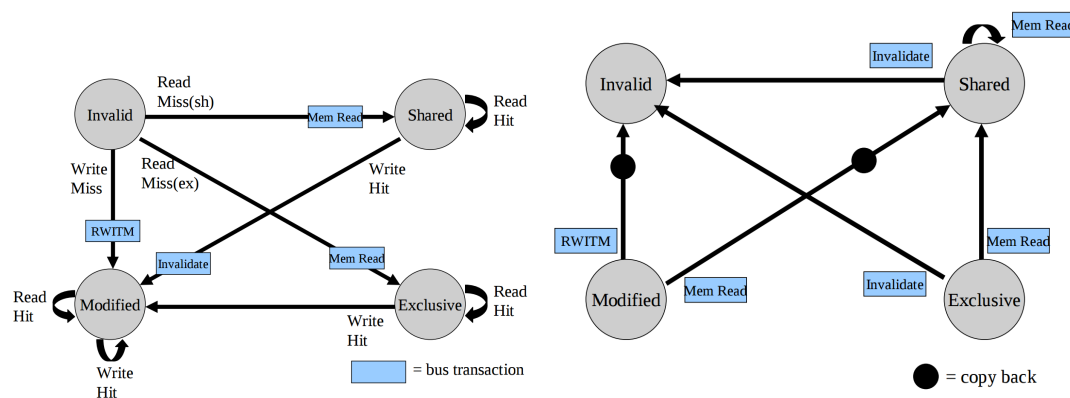 Read
Miss(sh)
Invalid
Mem Read
Shared
Read
Hit
Write
Miss
Read
Miss(ex)
Write
Hit
RWITM
Invalidate
Mem Read
Read
Hit
Modified
Exclusive
Read
Hit
Write
Hit
Write
Hit
= bus transaction
Mem Read
Invalidate
Invalid
Shared
RWITM
Mem Read
Mem Read
Invalidate
Modified
Exclusive
= copy back